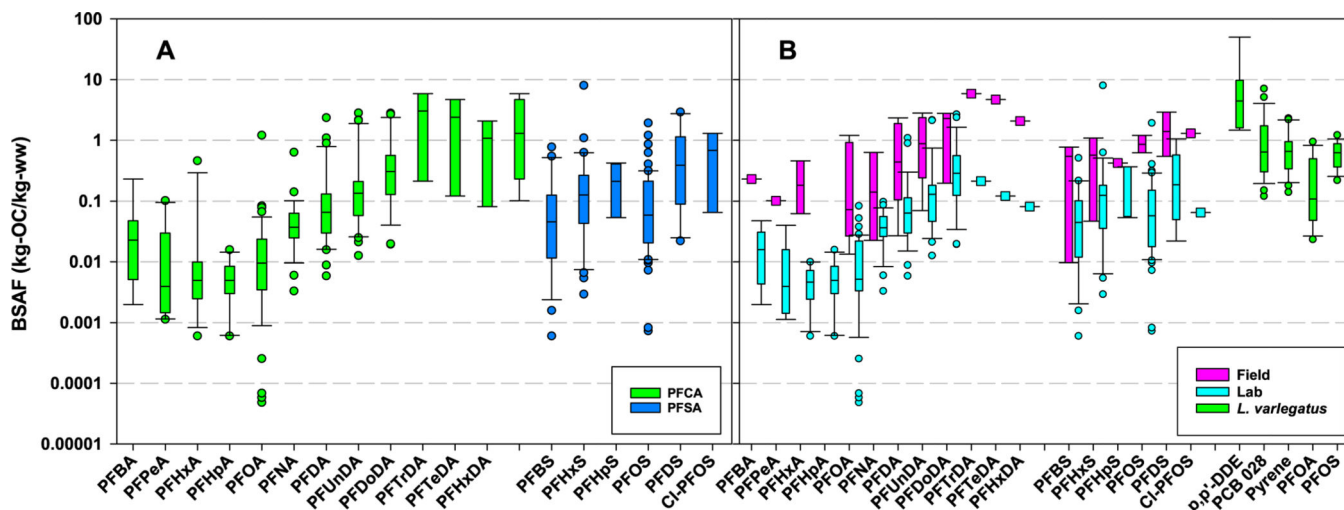 A
B
BSAF (kg-OC/kg-ww)
100
10
1
0.1
0.01
0.001
0.0001
0.00001
PFCA
PFSA
Field
Lab
L. varlegatus
PFBA
PFPeA
PFHxA
PFHpA
PFOA
PFNA
PFDA
PFUnDA
PFDoDA
PFTrDA
PFTeDA
PFHxDA
PFBS
PFHxS
PFHpS
PFOS
PFDS
Cl-PFOS
PFBA
PFPeA
PFHxA
PFHpA
PFOA
PFNA
PFDA
PFUnDA
PFDoDA
PFTrDA
PFTeDA
PFHxDA
PFBS
PFHxS
PFHpS
PFOS
PFDS
Cl-PFOS
p,p'-DDE
PCB 028
Pyrene
PFOA
PFOS